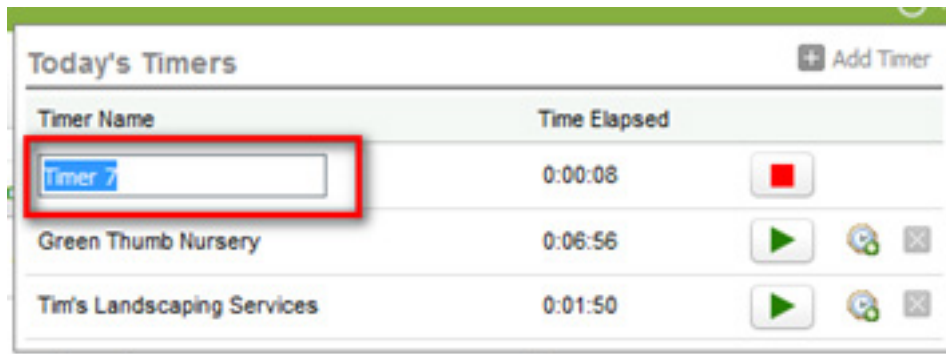 Today's Timers Add Timer
Timer Name Time Elapsed
Timer 7 0:00:08
Green Thumb Nursery 0:06:56
Tim's Landscaping Services 0:01:50